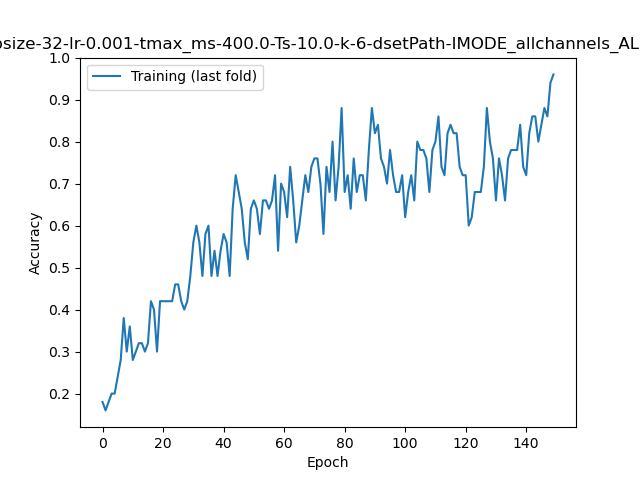 size-32-lr-0.001-tmax_ms-400.0-Ts-10.0-k-6-dsetPath-IMODE_allchannels_AL
Training (last fold)
1.0
0.9
0.8
0.7
0.6
0.5
0.4
0.3
0.2
Accuracy
0 20 40 60 80 100 120 140
Epoch